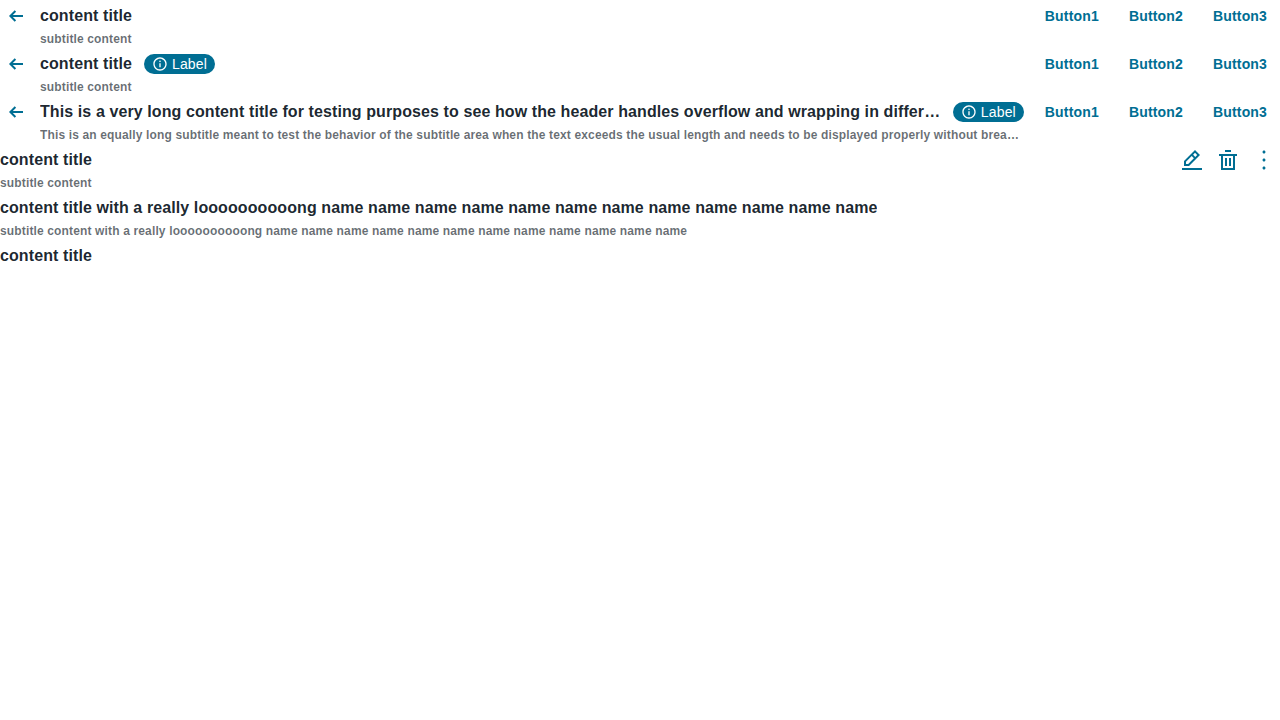 content title Button1 Button2 Button3
subtitle content
content title Label Button1 Button2 Button3
subtitle content
This is a very long content title for testing purposes to see how the header handles overflow and wrapping in differ… Label Button1 Button2 Button3
This is an equally long subtitle meant to test the behavior of the subtitle area when the text exceeds the usual length and needs to be displayed properly without brea…
content title
subtitle content
content title with a really loooooooooong name name name name name name name name name name name name
subtitle content with a really loooooooooong name name name name name name name name name name name name
content title